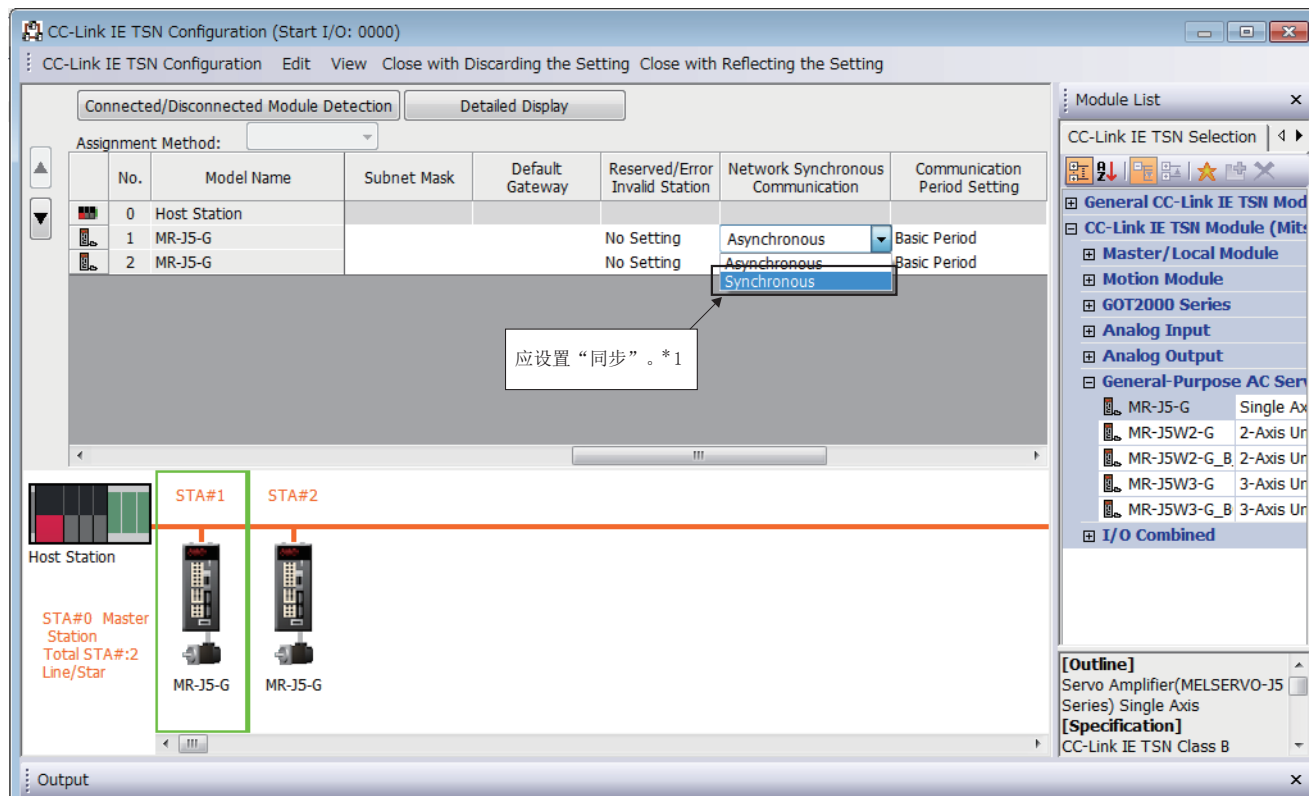 CC-Link IE TSN Configuration (Start I/O: 0000)
CC-Link IE TSN Configuration Edit View Close with Discarding the Setting Close with Reflecting the Setting
Connected/Disconnected Module Detection Detailed Display
Assignment Method:
No. Model Name Subnet Mask Default Gateway Reserved/Error Invalid Station Network Synchronous Communication Communication Period Setting
0 Host Station
1 MR-J5-G No Setting Asynchronous Basic Period
2 MR-J5-G No Setting Asynchronous Basic Period
Synchronous
应设置“同步”。*1
STA#1 STA#2
Host Station
STA#0 Master
Station
Total STA#:2
Line/Star
MR-J5-G MR-J5-G
Module List
CC-Link IE TSN Selection
General CC-Link IE TSN Mod
CC-Link IE TSN Module (Mits
Master/Local Module
Motion Module
GOT2000 Series
Analog Input
Analog Output
General-Purpose AC Serv
MR-J5-G Single Ax
MR-J5W2-G 2-Axis Un
MR-J5W2-G_B 2-Axis Un
MR-J5W3-G 3-Axis Un
MR-J5W3-G_B 3-Axis Un
I/O Combined
[Outline]
Servo Amplifier(MELSERVO-J5
Series) Single Axis
[Specification]
CC-Link IE TSN Class B
Output